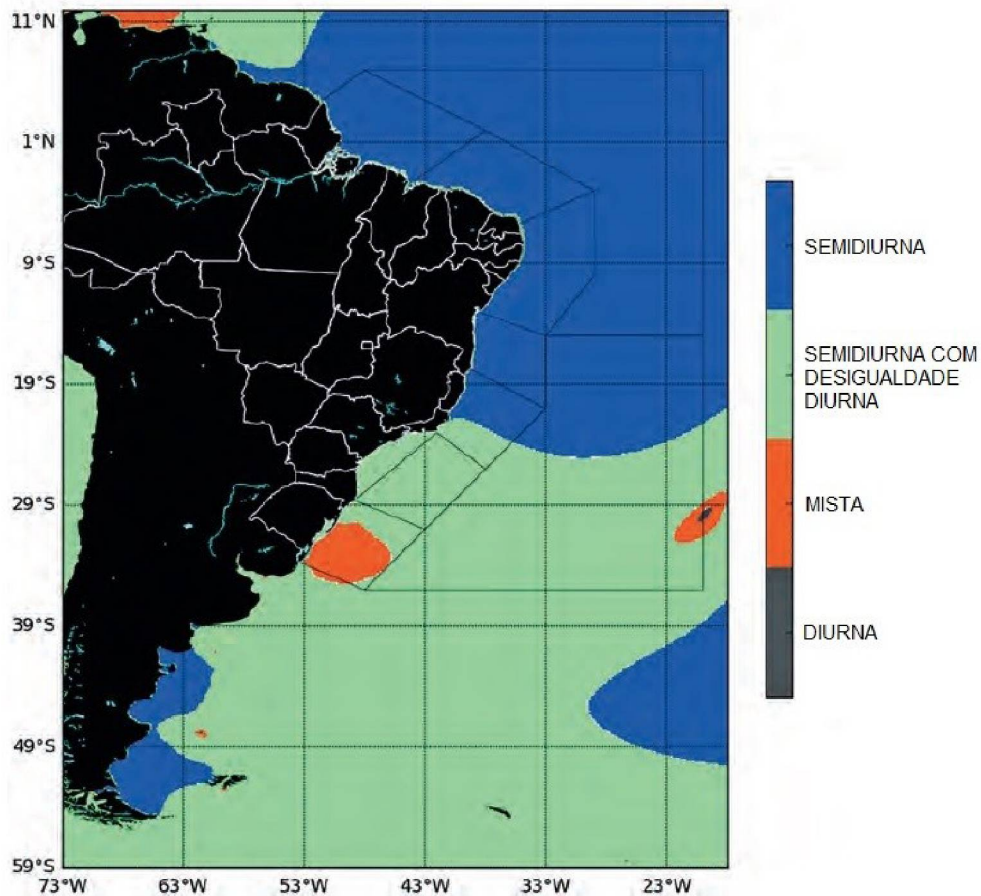 11°N
1°N
9°S
19°S
29°S
39°S
49°S
59°S
73°W 63°W 53°W 43°W 33°W 23°W
SEMIDIURNA
SEMIDIURNA COM
DESIGUALDADE
DIURNA
MISTA
DIURNA